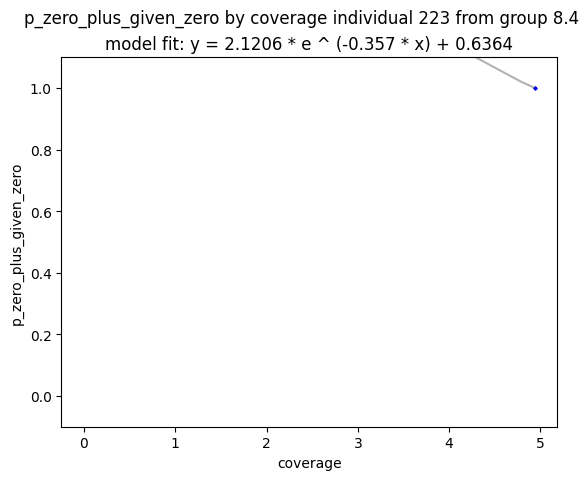 p_zero_plus_given_zero by coverage individual 223 from group 8.4
model fit: y = 2.1206 * e ^ (-0.357 * x) + 0.6364
1.0
0.8
0.6
0.4
0.2
0.0
p_zero_plus_given_zero
0 1 2 3 4 5
coverage